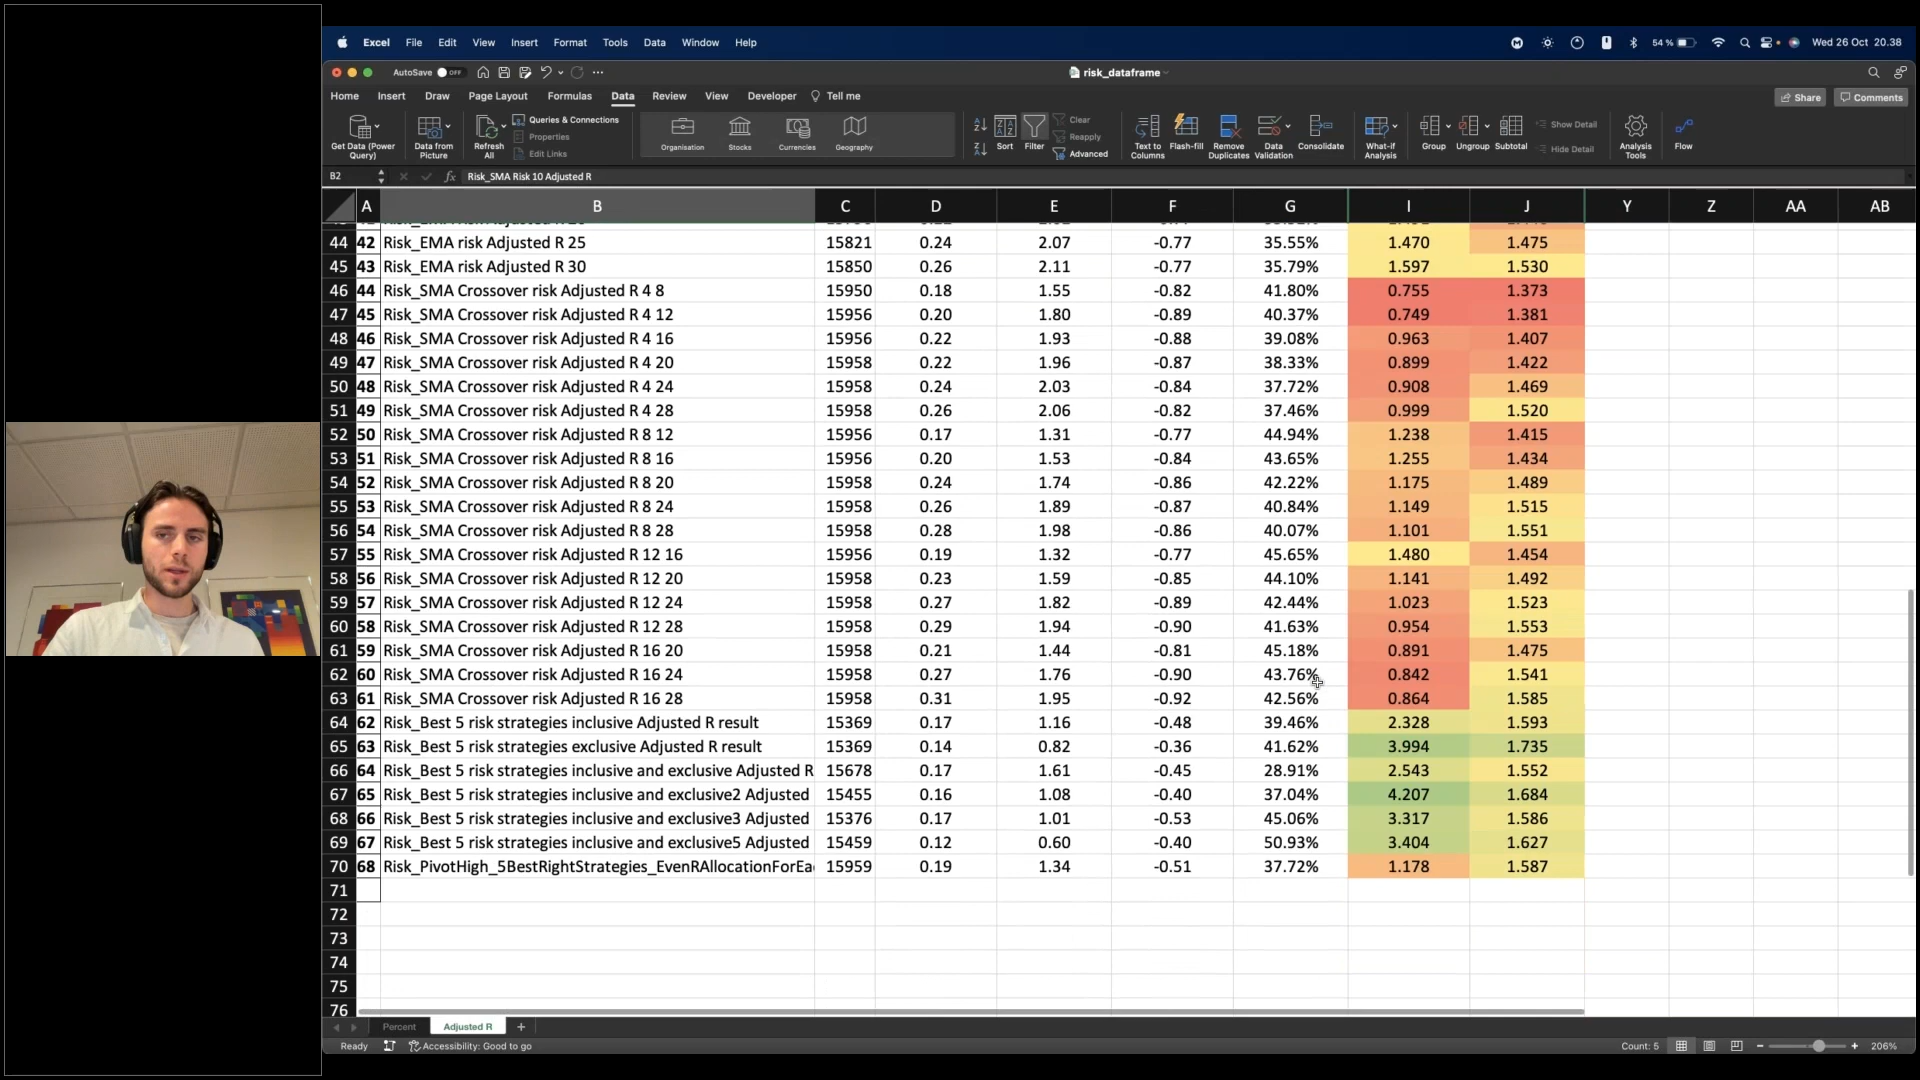 Excel File Edit View Insert Format Tools Data Window Help 54 % Wed 26 Oct 20.38
AutoSave OFF risk_dataframe
Home Insert Draw Page Layout Formulas Data Review View Developer Tell me Share Comments
Get Data (Power Query) Data from Picture Refresh All Queries & Connections Properties Edit Links Organisation Stocks Currencies Geography Sort Filter Clear Reapply Advanced Text to Columns Flash-fill Remove Duplicates Data Validation Consolidate What-if Analysis Group Ungroup Subtotal Show Detail Hide Detail Analysis Tools Flow
B2 fx Risk_SMA Risk 10 Adjusted R
A B C D E F G I J Y Z AA AB
44 42 Risk_EMA risk Adjusted R 25 15821 0.24 2.07 -0.77 35.55% 1.470 1.475
45 43 Risk_EMA risk Adjusted R 30 15850 0.26 2.11 -0.77 35.79% 1.597 1.530
46 44 Risk_SMA Crossover risk Adjusted R 4 8 15950 0.18 1.55 -0.82 41.80% 0.755 1.373
47 45 Risk_SMA Crossover risk Adjusted R 4 12 15956 0.20 1.80 -0.89 40.37% 0.749 1.381
48 46 Risk_SMA Crossover risk Adjusted R 4 16 15956 0.22 1.93 -0.88 39.08% 0.963 1.407
49 47 Risk_SMA Crossover risk Adjusted R 4 20 15958 0.22 1.96 -0.87 38.33% 0.899 1.422
50 48 Risk_SMA Crossover risk Adjusted R 4 24 15958 0.24 2.03 -0.84 37.72% 0.908 1.469
51 49 Risk_SMA Crossover risk Adjusted R 4 28 15958 0.26 2.06 -0.82 37.46% 0.999 1.520
52 50 Risk_SMA Crossover risk Adjusted R 8 12 15956 0.17 1.31 -0.77 44.94% 1.238 1.415
53 51 Risk_SMA Crossover risk Adjusted R 8 16 15956 0.20 1.53 -0.84 43.65% 1.255 1.434
54 52 Risk_SMA Crossover risk Adjusted R 8 20 15958 0.24 1.74 -0.86 42.22% 1.175 1.489
55 53 Risk_SMA Crossover risk Adjusted R 8 24 15958 0.26 1.89 -0.87 40.84% 1.149 1.515
56 54 Risk_SMA Crossover risk Adjusted R 8 28 15958 0.28 1.98 -0.86 40.07% 1.101 1.551
57 55 Risk_SMA Crossover risk Adjusted R 12 16 15956 0.19 1.32 -0.77 45.65% 1.480 1.454
58 56 Risk_SMA Crossover risk Adjusted R 12 20 15958 0.23 1.59 -0.85 44.10% 1.141 1.492
59 57 Risk_SMA Crossover risk Adjusted R 12 24 15958 0.27 1.82 -0.89 42.44% 1.023 1.523
60 58 Risk_SMA Crossover risk Adjusted R 12 28 15958 0.29 1.94 -0.90 41.63% 0.954 1.553
61 59 Risk_SMA Crossover risk Adjusted R 16 20 15958 0.21 1.44 -0.81 45.18% 0.891 1.475
62 60 Risk_SMA Crossover risk Adjusted R 16 24 15958 0.27 1.76 -0.90 43.76% 0.842 1.541
63 61 Risk_SMA Crossover risk Adjusted R 16 28 15958 0.31 1.95 -0.92 42.56% 0.864 1.585
64 62 Risk_Best 5 risk strategies inclusive Adjusted R result 15369 0.17 1.16 -0.48 39.46% 2.328 1.593
65 63 Risk_Best 5 risk strategies exclusive Adjusted R result 15369 0.14 0.82 -0.36 41.62% 3.994 1.735
66 64 Risk_Best 5 risk strategies inclusive and exclusive Adjusted R 15678 0.17 1.61 -0.45 28.91% 2.543 1.552
67 65 Risk_Best 5 risk strategies inclusive and exclusive2 Adjusted 15455 0.16 1.08 -0.40 37.04% 4.207 1.684
68 66 Risk_Best 5 risk strategies inclusive and exclusive3 Adjusted 15376 0.17 1.01 -0.53 45.06% 3.317 1.586
69 67 Risk_Best 5 risk strategies inclusive and exclusive5 Adjusted 15459 0.12 0.60 -0.40 50.93% 3.404 1.627
70 68 Risk_PivotHigh_5BestRightStrategies_EvenRAllocationForEa 15959 0.19 1.34 -0.51 37.72% 1.178 1.587
71
72
73
74
75
76
Percent Adjusted R +
Ready Accessibility: Good to go Count: 5 206%